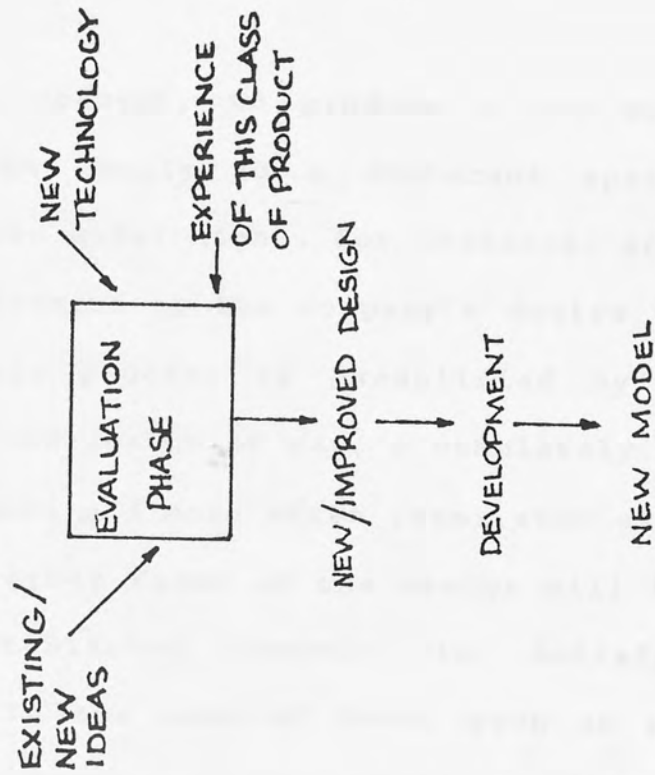 EXISTING/
NEW
IDEAS
NEW
TECHNOLOGY
EVALUATION
PHASE
EXPERIENCE
OF THIS CLASS
OF PRODUCT
NEW/IMPROVED DESIGN
DEVELOPMENT
NEW MODEL